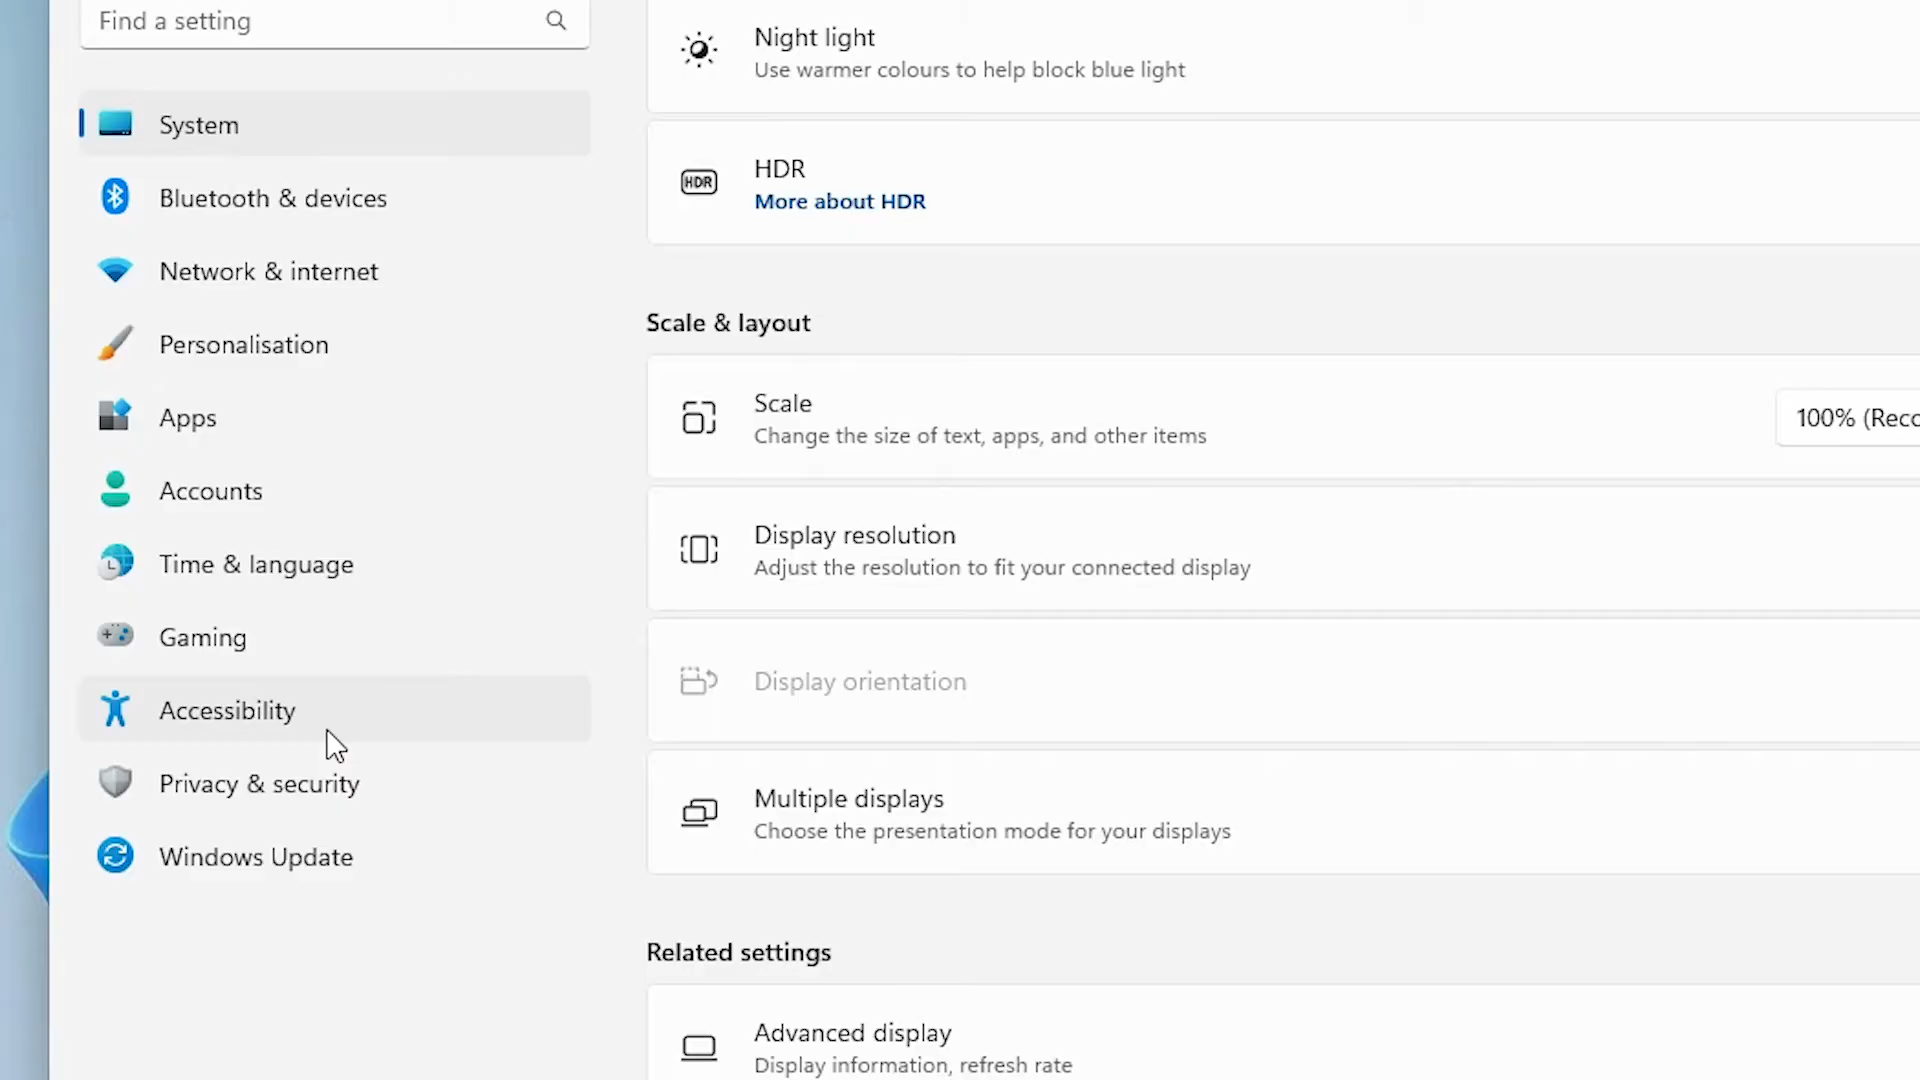 Find a setting
System
Bluetooth & devices
Network & internet
Personalisation
Apps
Accounts
Time & language
Gaming
Accessibility
Privacy & security
Windows Update
Night light
Use warmer colours to help block blue light
HDR
HDR
More about HDR
Scale & layout
Scale
Change the size of text, apps, and other items
100% (Reco
Display resolution
Adjust the resolution to fit your connected display
Display orientation
Multiple displays
Choose the presentation mode for your displays
Related settings
Advanced display
Display information, refresh rate